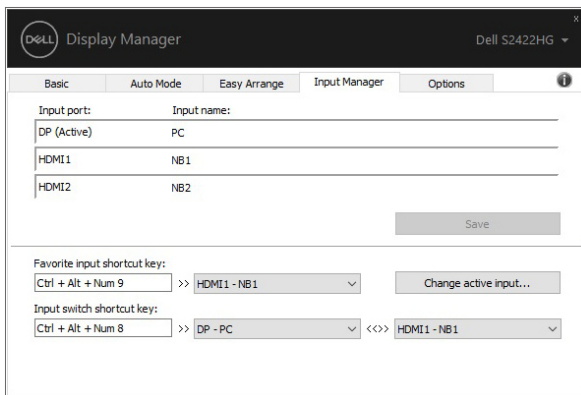 x
DELL Display Manager Dell S2422HG
Basic Auto Mode Easy Arrange Input Manager Options i
Input port: Input name:
DP (Active) PC
HDMI1 NB1
HDMI2 NB2
Save
Favorite input shortcut key:
Ctrl + Alt + Num 9 >> HDMI1 - NB1 Change active input...
Input switch shortcut key:
Ctrl + Alt + Num 8 >> DP - PC <<>> HDMI1 - NB1